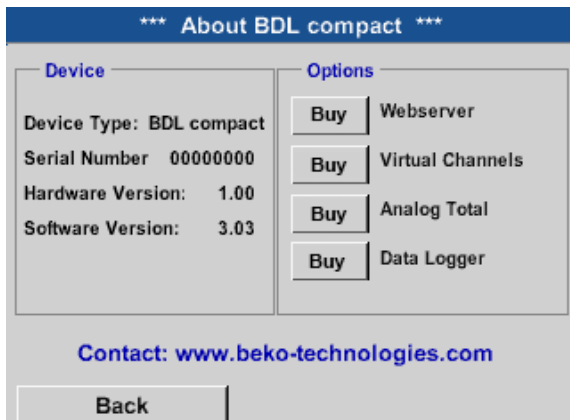 *** About BDL compact ***
Device
Device Type: BDL compact
Serial Number 00000000
Hardware Version: 1.00
Software Version: 3.03
Options
Buy Webserver
Buy Virtual Channels
Buy Analog Total
Buy Data Logger
Contact: www.beko-technologies.com
Back